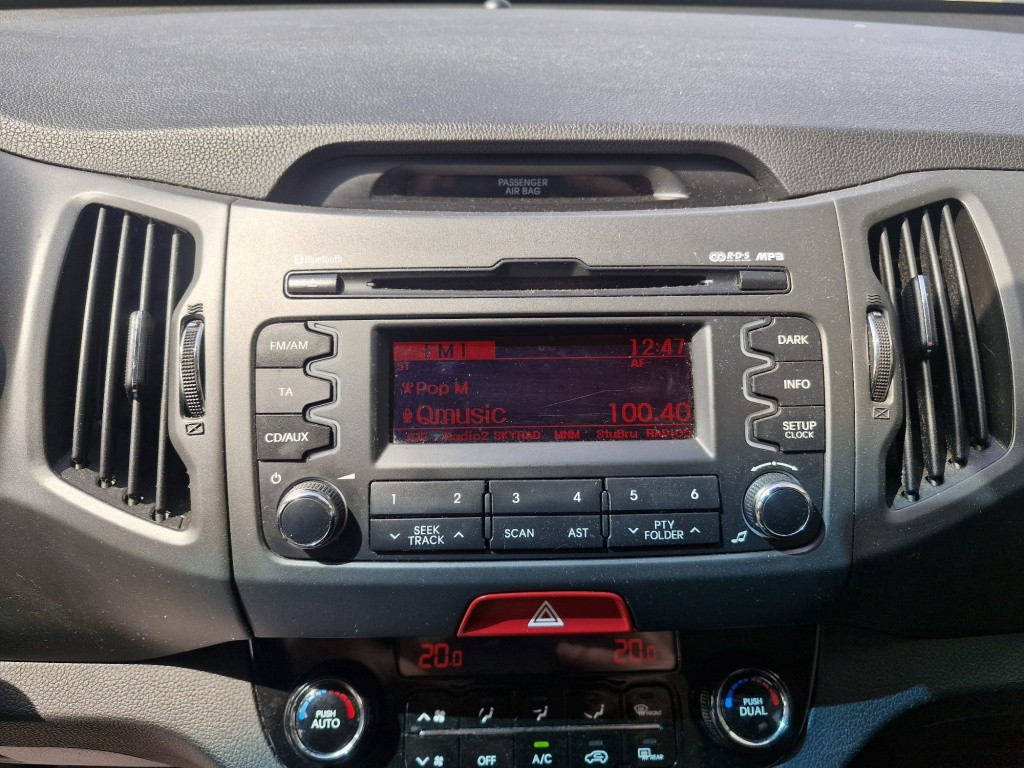 PASSENGER
AIR BAG
Bluetooth
RDS MP3
FM/AM
TA
CD/AUX
FM1 12:47
ST AF
Pop M
Qmusic 100.40
Radio2 SKYRAD MNM StuBru
DARK
INFO
SETUP
CLOCK
1 2 3 4 5 6
SEEK
TRACK
SCAN AST
PTY
FOLDER
20.0 20.0
PUSH
AUTO
PUSH
DUAL
FRONT
OFF A/C REAR